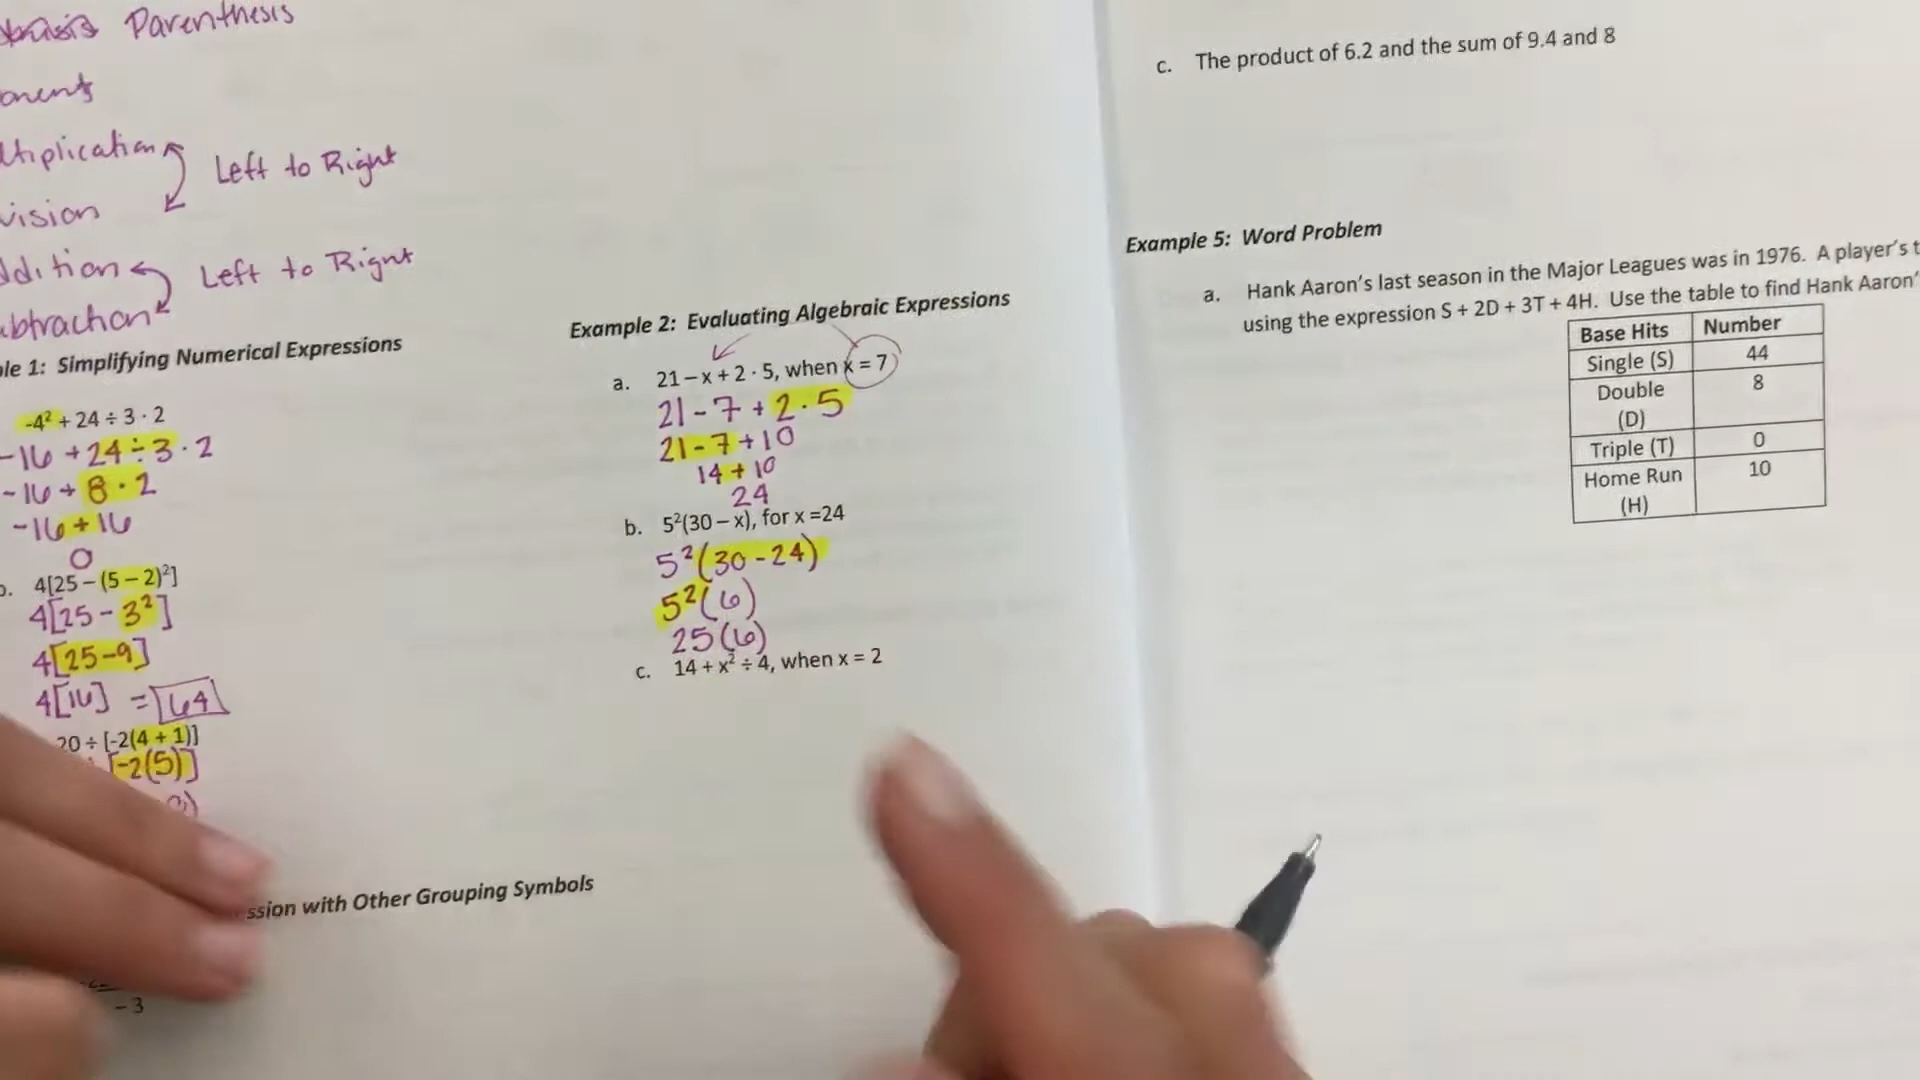 Parenthesis
Left to Right
Left to Right
Example 1: Simplifying Numerical Expressions
-4² + 24 ÷ 3 · 2
-16 + 24 ÷ 3 · 2
-16 + 8 · 2
-16 + 16
0
4[25 – (5 – 2)²]
4[25 - 3²]
4[25-9]
4[16] = 64
20 ÷ [-2(4 + 1)]
[-2(5)]
Example 2: Evaluating Algebraic Expressions
a. 21 – x + 2 · 5, when x = 7
21 - 7 + 2 · 5
21 - 7 + 10
14 + 10
24
b. 5²(30 – x), for x =24
5²(30 - 24)
5²(6)
25(6)
c. 14 + x² ÷ 4, when x = 2
with Other Grouping Symbols
– 3
c. The product of 6.2 and the sum of 9.4 and 8
Example 5: Word Problem
a. Hank Aaron's last season in the Major Leagues was in 1976. A player's
using the expression S + 2D + 3T + 4H. Use the table to find Hank Aaron'
Base Hits Number
Single (S) 44
Double (D) 8
Triple (T) 0
Home Run (H) 10